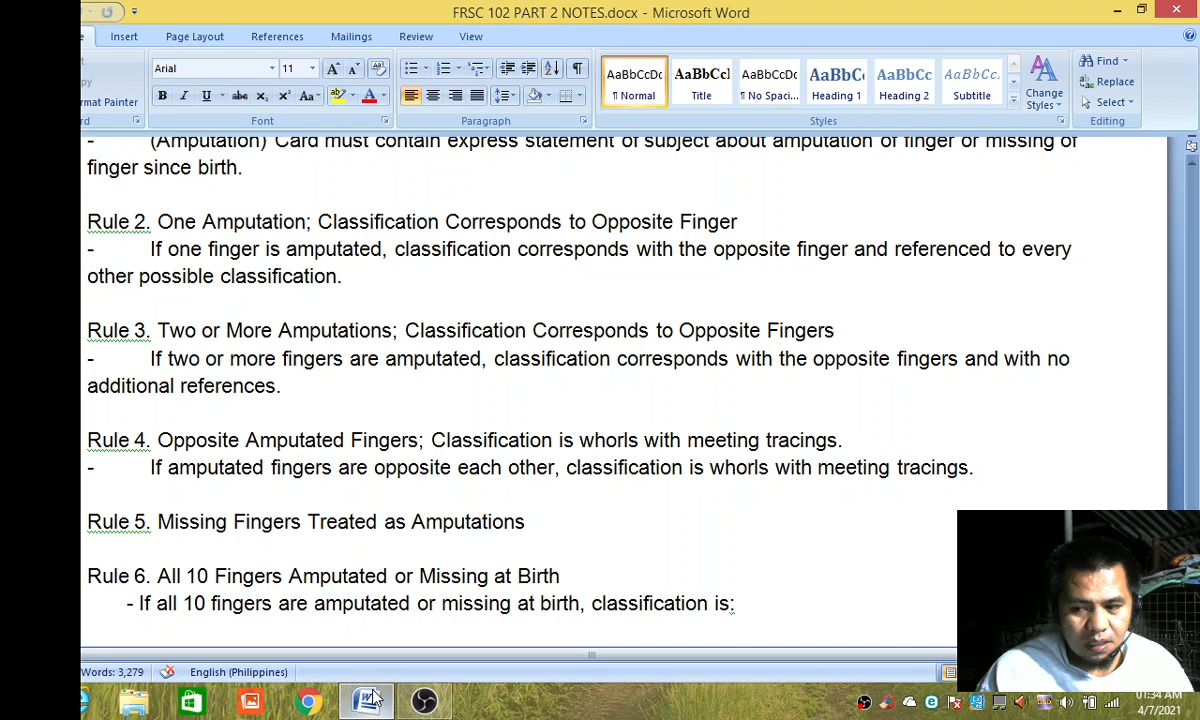 FRSC 102 PART 2 NOTES.docx - Microsoft Word
Insert Page Layout References Mailings Review View
Arial 11
Find
Replace
Select
Change Styles
AaBbCcDc AaBbCcI AaBbCcDc AaBbC AaBbCc AaBbCc.
¶ Normal Title ¶ No Spaci... Heading 1 Heading 2 Subtitle
Font Paragraph Styles Editing
- (Amputation) Card must contain express statement of subject about amputation of finger or missing of
finger since birth.
Rule 2. One Amputation; Classification Corresponds to Opposite Finger
- If one finger is amputated, classification corresponds with the opposite finger and referenced to every
other possible classification.
Rule 3. Two or More Amputations; Classification Corresponds to Opposite Fingers
- If two or more fingers are amputated, classification corresponds with the opposite fingers and with no
additional references.
Rule 4. Opposite Amputated Fingers; Classification is whorls with meeting tracings.
- If amputated fingers are opposite each other, classification is whorls with meeting tracings.
Rule 5. Missing Fingers Treated as Amputations
Rule 6. All 10 Fingers Amputated or Missing at Birth
- If all 10 fingers are amputated or missing at birth, classification is:
Words: 3,279 English (Philippines)
01:34 AM
4/7/2021